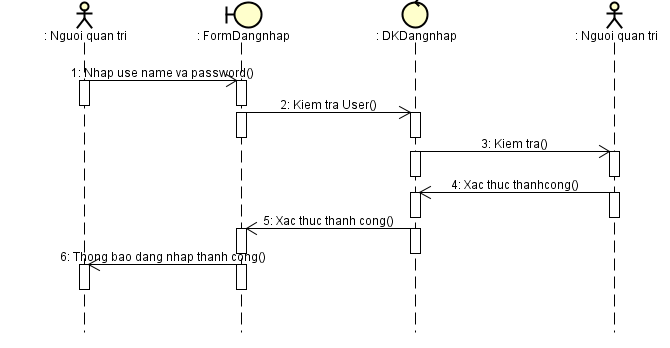 : Nguoi quan tri
: FormDangnhap
: DKDangnhap
: Nguoi quan tri
1: Nhap use name va password()
2: Kiem tra User()
3: Kiem tra()
4: Xac thuc thanhcong()
5: Xac thuc thanh cong()
6: Thong bao dang nhap thanh cong()